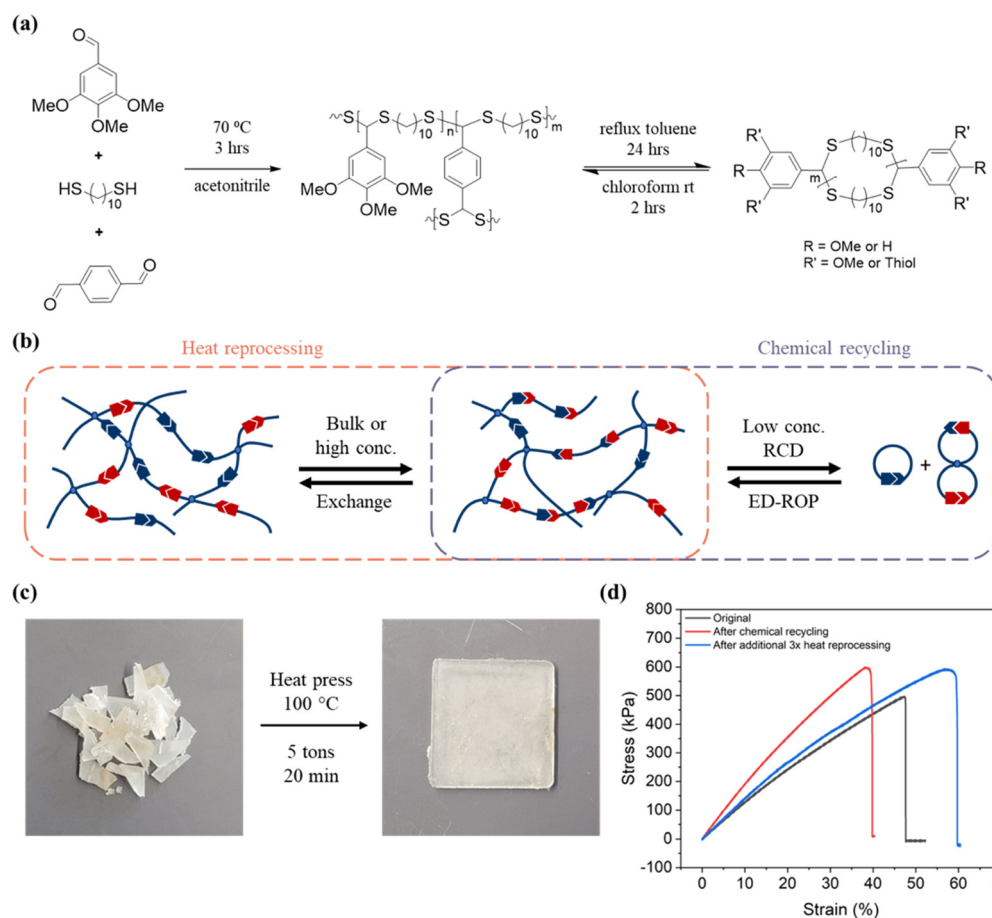 (a)
O
MeO
OMe
OMe
+
HS
SH
10
+
O
O
70 °C
3 hrs
acetonitrile
S
S
S
10
n
S
S
10
m
MeO
OMe
OMe
S
S
reflux toluene
24 hrs
chloroform rt
2 hrs
R'
R
R'
S
10
S
m
S
10
S
R'
R
R'
R = OMe or H
R' = OMe or Thiol
(b)
Heat reprocessing
Chemical recycling
Bulk or
high conc.
Exchange
Low conc.
RCD
ED-ROP
+
(c)
Heat press
100 °C
5 tons
20 min
(d)
Original
After chemical recycling
After additional 3x heat reprocessing
Stress (kPa)
800
700
600
500
400
300
200
100
0
-100
0 10 20 30 40 50 60
Strain (%)